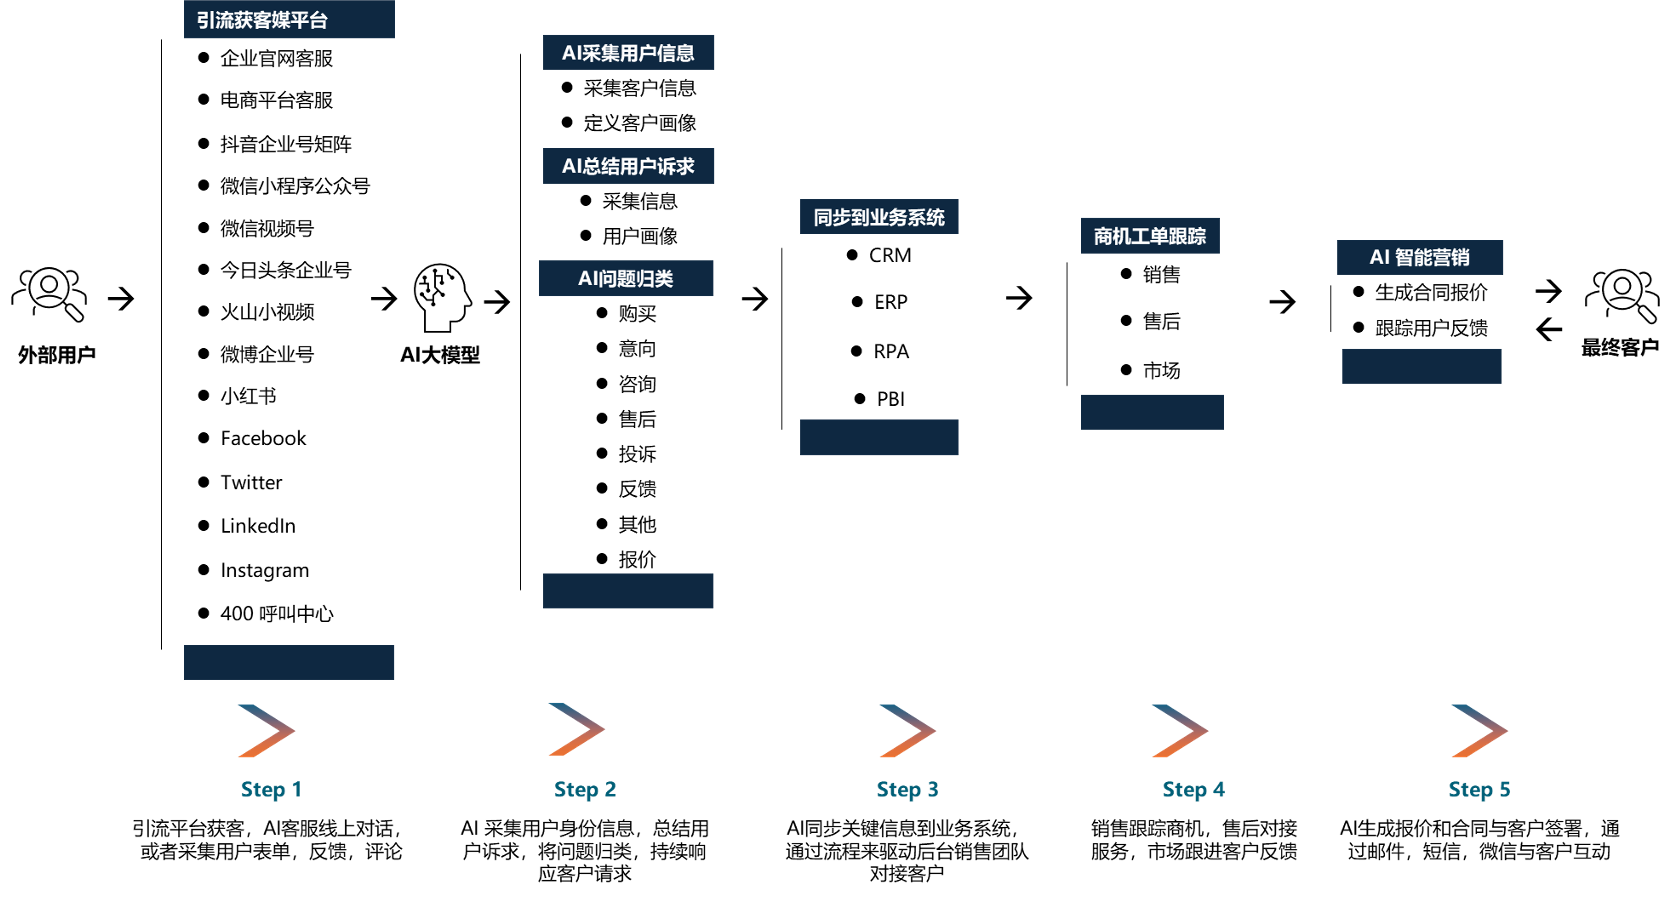 外部用户
引流获客媒平台
企业官网客服
电商平台客服
抖音企业号矩阵
微信小程序公众号
微信视频号
今日头条企业号
火山小视频
微博企业号
小红书
Facebook
Twitter
LinkedIn
Instagram
400 呼叫中心
AI大模型
AI采集用户信息
采集客户信息
定义客户画像
AI总结用户诉求
采集信息
用户画像
AI问题归类
购买
意向
咨询
售后
投诉
反馈
其他
报价
同步到业务系统
CRM
ERP
RPA
PBI
商机工单跟踪
销售
售后
市场
AI 智能营销
生成合同报价
跟踪用户反馈
最终客户
Step 1
引流平台获客，AI客服线上对话，
或者采集用户表单，反馈，评论
Step 2
AI 采集用户身份信息，总结用
户诉求，将问题归类，持续响
应客户请求
Step 3
AI同步关键信息到业务系统，
通过流程来驱动后台销售团队
对接客户
Step 4
销售跟踪商机，售后对接
服务，市场跟进客户反馈
Step 5
AI生成报价和合同与客户签署，通
过邮件，短信，微信与客户互动